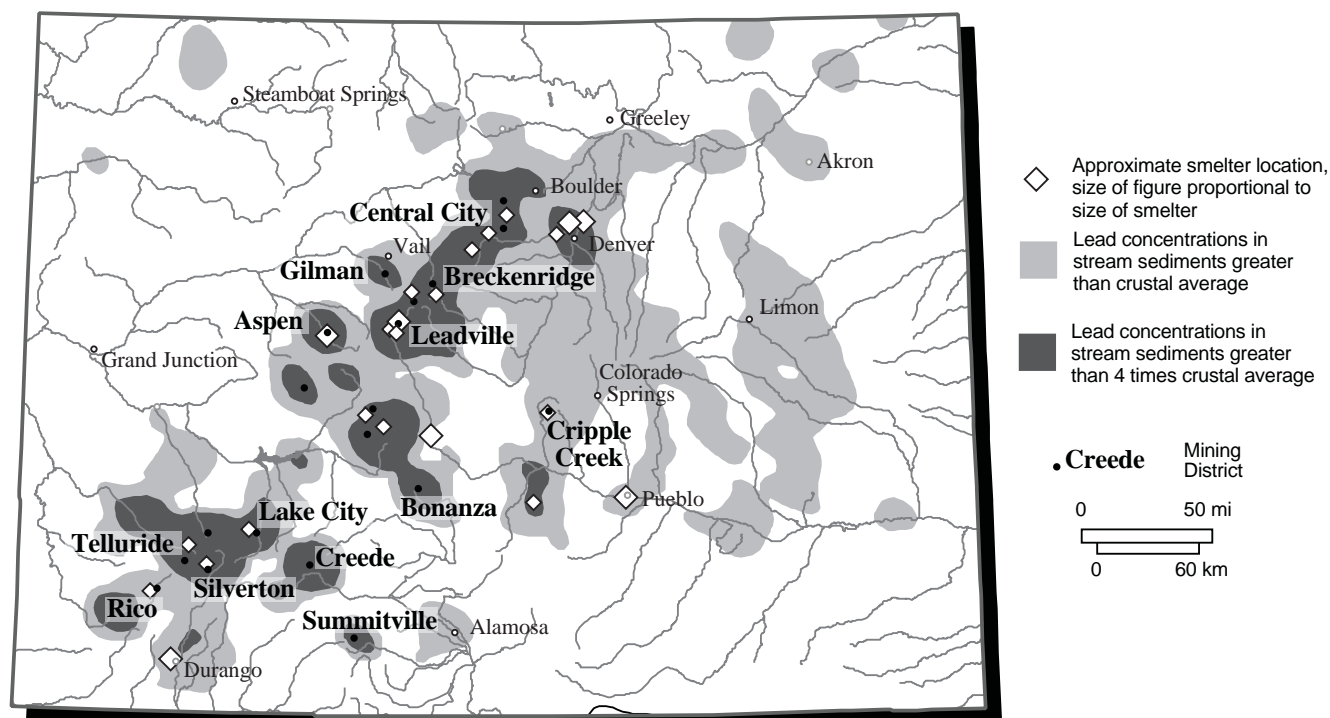 Steamboat Springs
Greeley
Akron
Boulder
Central City
Denver
Vail
Gilman
Breckenridge
Limon
Aspen
Leadville
Grand Junction
Colorado
Springs
Cripple
Creek
Pueblo
Bonanza
Lake City
Telluride
Creede
Silverton
Rico
Summitville
Alamosa
Durango
Approximate smelter location,
size of figure proportional to
size of smelter
Lead concentrations in
stream sediments greater
than crustal average
Lead concentrations in
stream sediments greater
than 4 times crustal average
Creede
Mining
District
0 50 mi
0 60 km